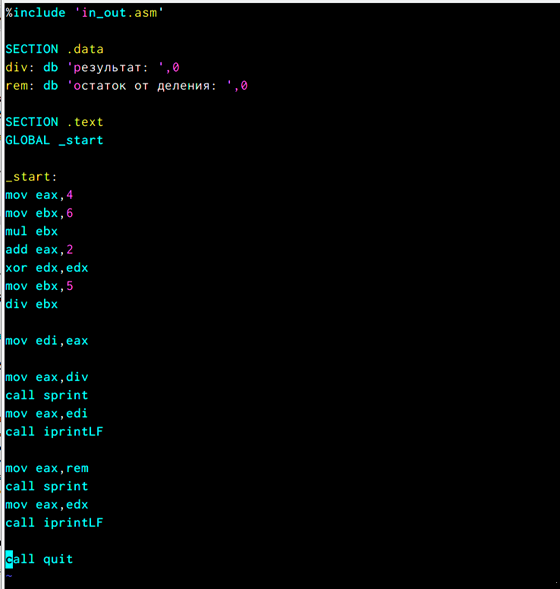 %include 'in_out.asm'
SECTION .data
div: db 'результат: ',0
rem: db 'остаток от деления: ',0
SECTION .text
GLOBAL _start
_start:
mov eax,4
mov ebx,6
mul ebx
add eax,2
xor edx,edx
mov ebx,5
div ebx
mov edi,eax
mov eax,div
call sprint
mov eax,edi
call iprintLF
mov eax,rem
call sprint
mov eax,edx
call iprintLF
call quit
~